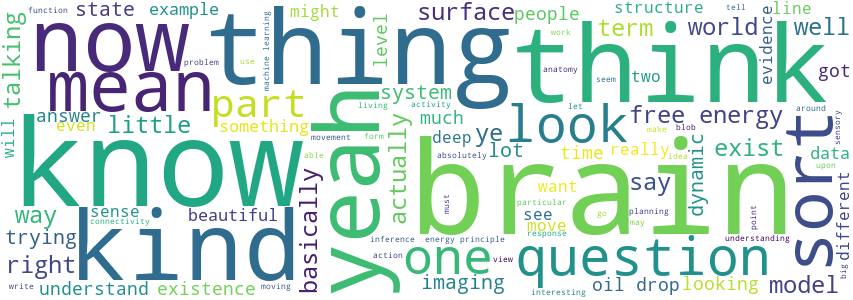 function
state
example
might
surface
people
structure
line
tell
now
thing
think
talking
problem
machine learning
use
level
term
world
well
work
mean
part
system
anatomy
seem
two
evidence
got
living
activity
let
around
will
answer
even
little
something
know
yeah
actually
much
ye
look
free energy
deep
lot
time
really
make
blob
movement
form
able
absolutely
idea
exist
data
upon
sort
sensory
brain
way
sense
connectivity
beautiful
basically
want
say
dynamic
must
particular
go
planning
may
see
move
response
point
different
trying
right
kind
inference
energy principle
one
question
understanding
action
view
write
understand
existence
moving
imaging
interesting
oil drop
looking
model
big